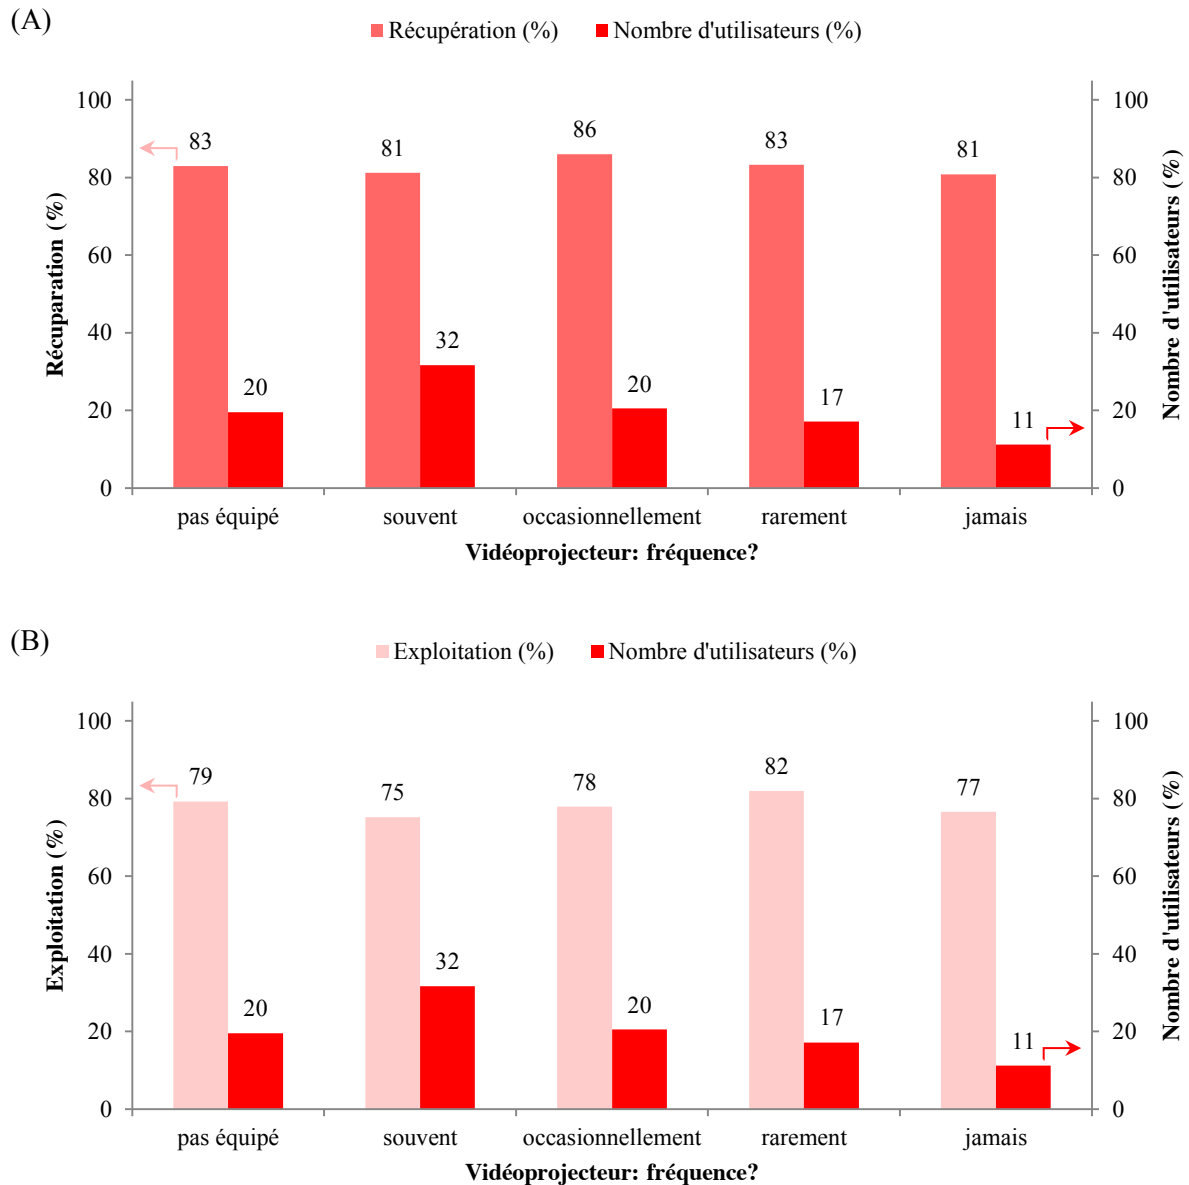 (A)
Récupération (%) Nombre d'utilisateurs (%)
Récuparation (%)
100
80
60
40
20
0
83 20
81 32
86 20
83 17
81 11
100
80
60
40
20
0
Nombre d'utilisateurs (%)
pas équipé souvent occasionnellement rarement jamais
Vidéoprojecteur: fréquence?
(B)
Exploitation (%) Nombre d'utilisateurs (%)
Exploitation (%)
100
80
60
40
20
0
79 20
75 32
78 20
82 17
77 11
100
80
60
40
20
0
Nombre d'utilisateurs (%)
pas équipé souvent occasionnellement rarement jamais
Vidéoprojecteur: fréquence?